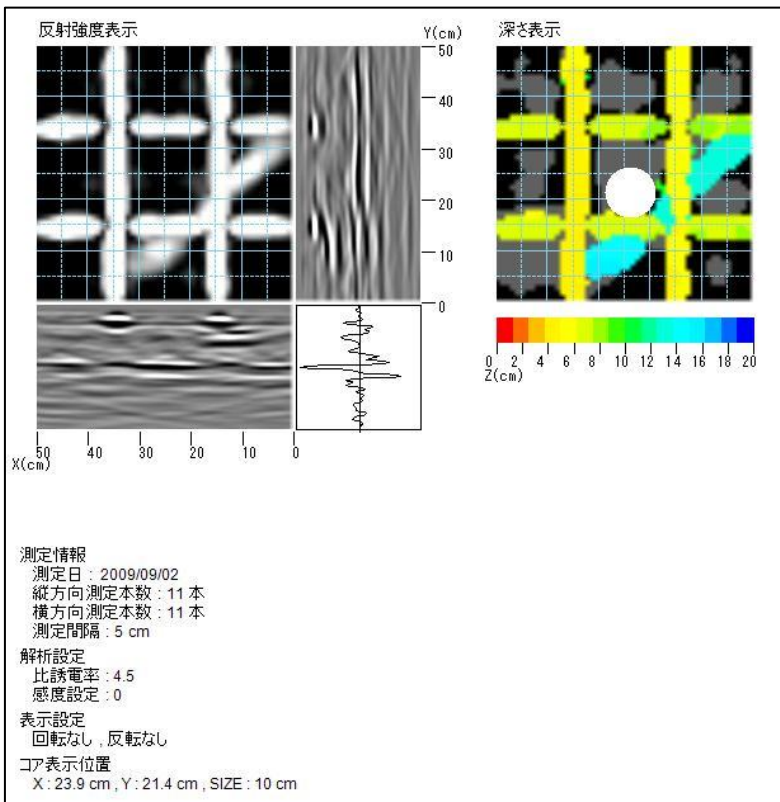 反射強度表示
Y(cm)
深さ表示
50
40
30
20
10
0
0 2 4 6 8 10 12 14 16 18 20
Z(cm)
50 40 30 20 10 0
X(cm)
測定情報
測定日 : 2009/09/02
縦方向測定本数 : 11 本
横方向測定本数 : 11 本
測定間隔 : 5 cm
解析設定
比誘電率 : 4.5
感度設定 : 0
表示設定
回転なし , 反転なし
コア表示位置
X : 23.9 cm , Y : 21.4 cm , SIZE : 10 cm